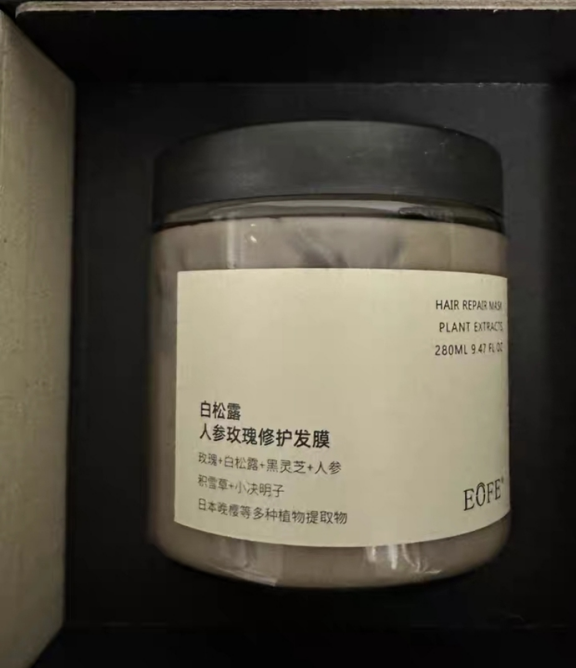 HAIR REPAIR MASK
PLANT EXTRACTS
280ML 9.47 FL OZ
白松露
人参玫瑰修护发膜
玫瑰+白松露+黑灵芝+人参
积雪草+小决明子
日本晚樱等多种植物提取物
EOFE